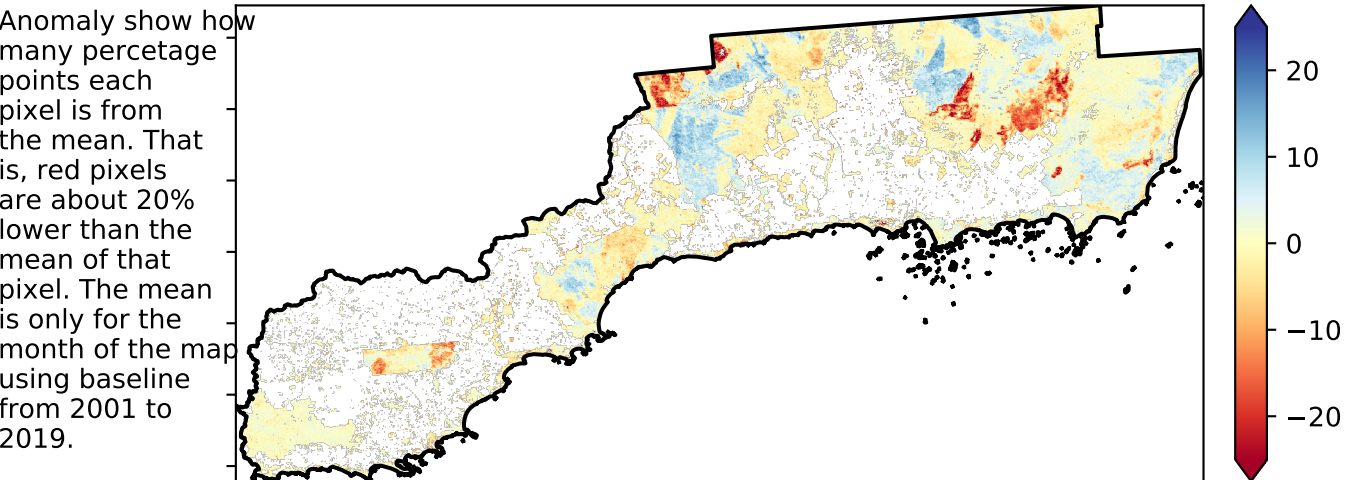 Anomaly show how
many percetage
points each
pixel is from
the mean. That
is, red pixels
are about 20%
lower than the
mean of that
pixel. The mean
is only for the
month of the map
using baseline
from 2001 to
2019.
20
10
0
−10
−20